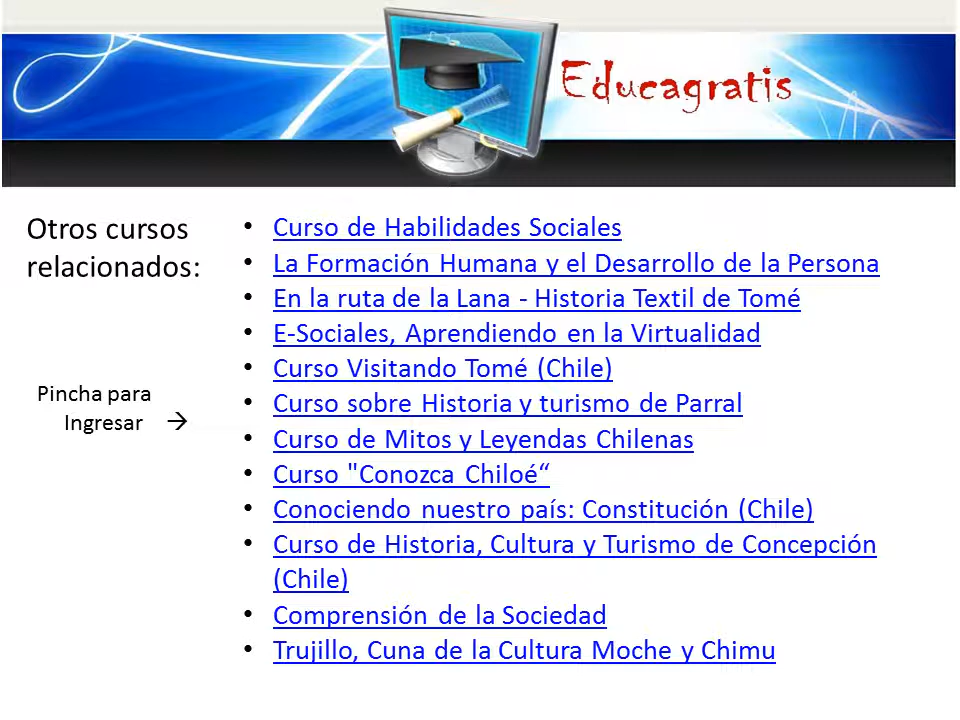 Educagratis
Otros cursos
relacionados:
Pincha para
Ingresar →
• Curso de Habilidades Sociales
• La Formación Humana y el Desarrollo de la Persona
• En la ruta de la Lana - Historia Textil de Tomé
• E-Sociales, Aprendiendo en la Virtualidad
• Curso Visitando Tomé (Chile)
• Curso sobre Historia y turismo de Parral
• Curso de Mitos y Leyendas Chilenas
• Curso "Conozca Chiloé“
• Conociendo nuestro país: Constitución (Chile)
• Curso de Historia, Cultura y Turismo de Concepción
(Chile)
• Comprensión de la Sociedad
• Trujillo, Cuna de la Cultura Moche y Chimu